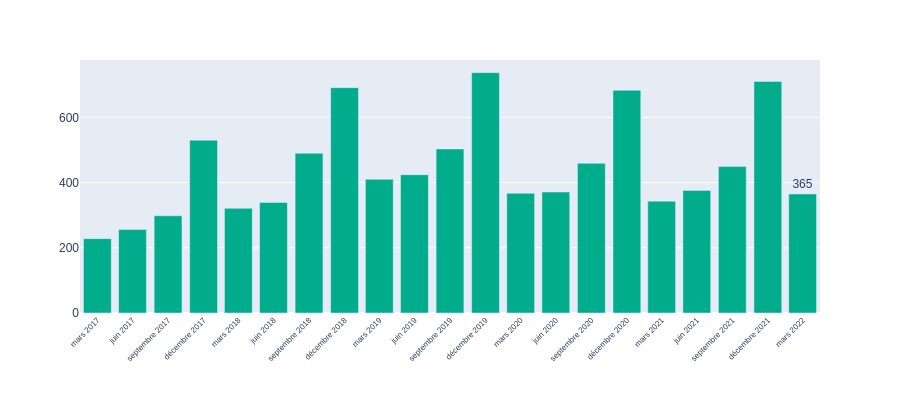 600
400
200
0
365
mars 2017
juin 2017
septembre 2017
décembre 2017
mars 2018
juin 2018
septembre 2018
décembre 2018
mars 2019
juin 2019
septembre 2019
décembre 2019
mars 2020
juin 2020
septembre 2020
décembre 2020
mars 2021
juin 2021
septembre 2021
décembre 2021
mars 2022